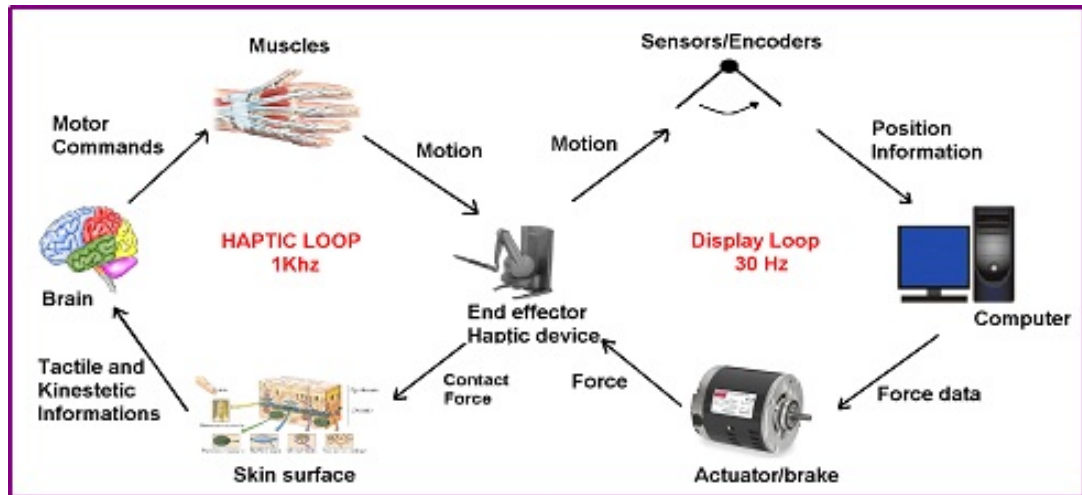 Muscles
Sensors/Encoders
Motor
Commands
Motion
Motion
Position
Information
HAPTIC LOOP
1Khz
Display Loop
30 Hz
Brain
End effector
Haptic device
Computer
Tactile and
Kinestetic
Informations
Contact
Force
Force
Force data
Skin surface
Actuator/brake